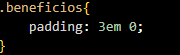 .beneficios{
    padding: 3em 0;
}